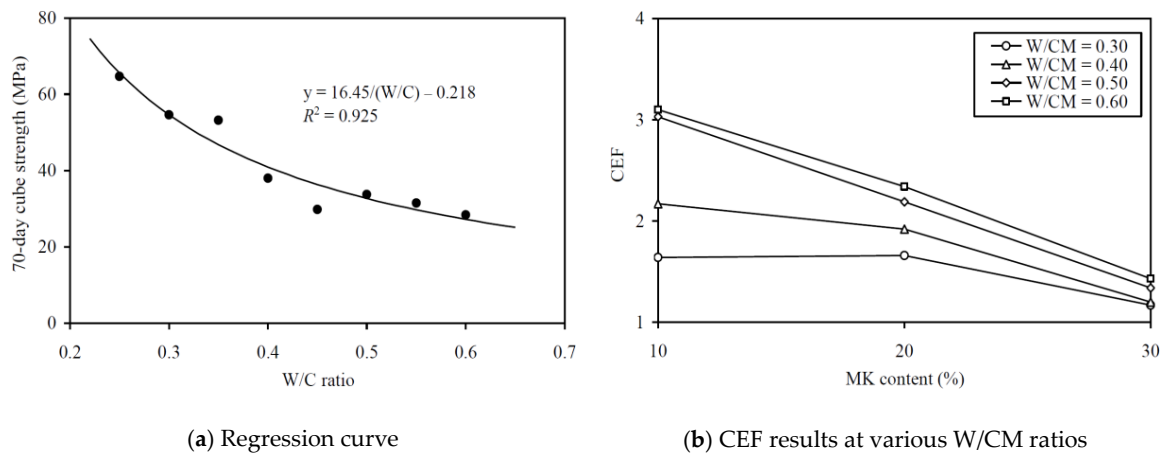 80
60
40
20
0
70-day cube strength (MPa)
y = 16.45/(W/C) – 0.218
R² = 0.925
0.2 0.3 0.4 0.5 0.6 0.7
W/C ratio
(a) Regression curve
4
3
2
1
CEF
W/CM = 0.30
W/CM = 0.40
W/CM = 0.50
W/CM = 0.60
10 20 30
MK content (%)
(b) CEF results at various W/CM ratios